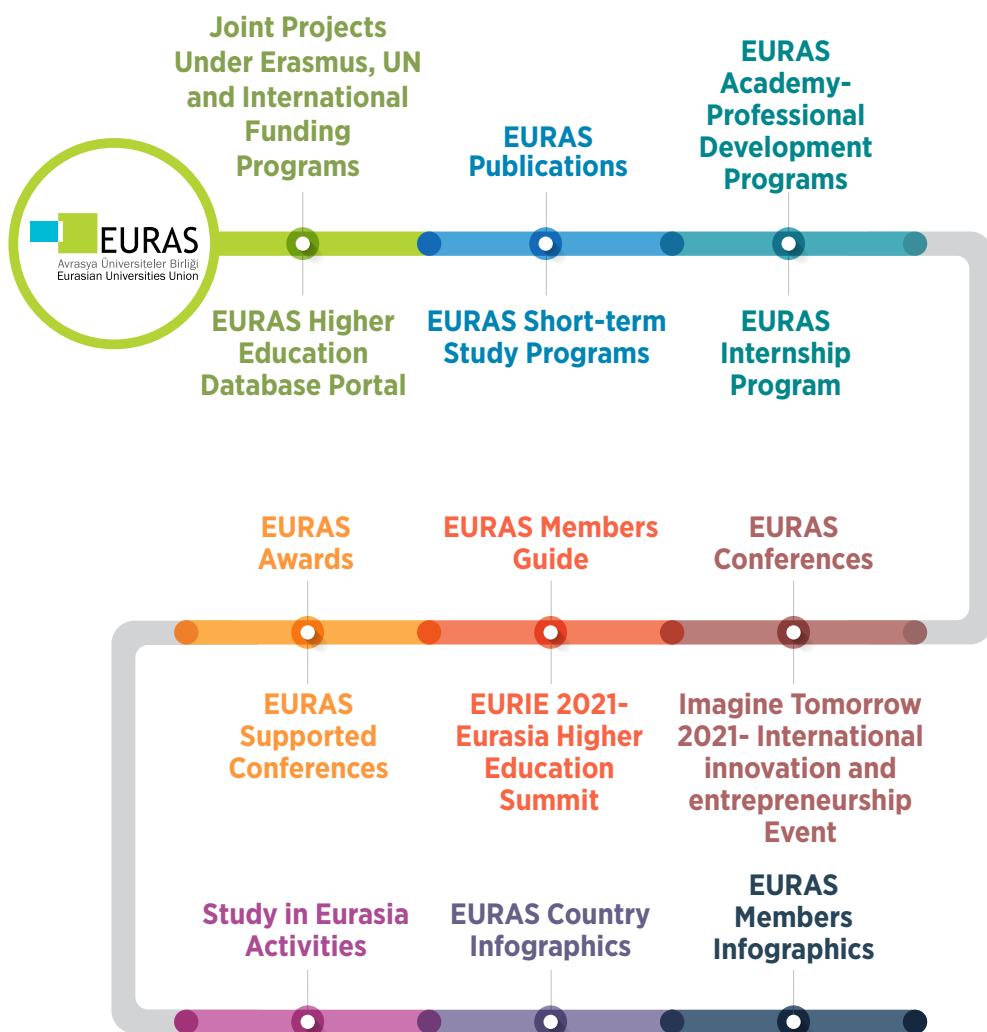 Joint Projects
Under Erasmus, UN
and International
Funding
Programs
EURAS
Publications
EURAS
Academy-
Professional
Development
Programs
EURAS
Avrasya Üniversiteler Birliği
Eurasian Universities Union
EURAS Higher
Education
Database Portal
EURAS Short-term
Study Programs
EURAS
Internship
Program
EURAS
Awards
EURAS Members
Guide
EURAS
Conferences
EURAS
Supported
Conferences
EURIE 2021-
Eurasia Higher
Education
Summit
Imagine Tomorrow
2021- International
innovation and
entrepreneurship
Event
Study in Eurasia
Activities
EURAS Country
Infographics
EURAS
Members
Infographics